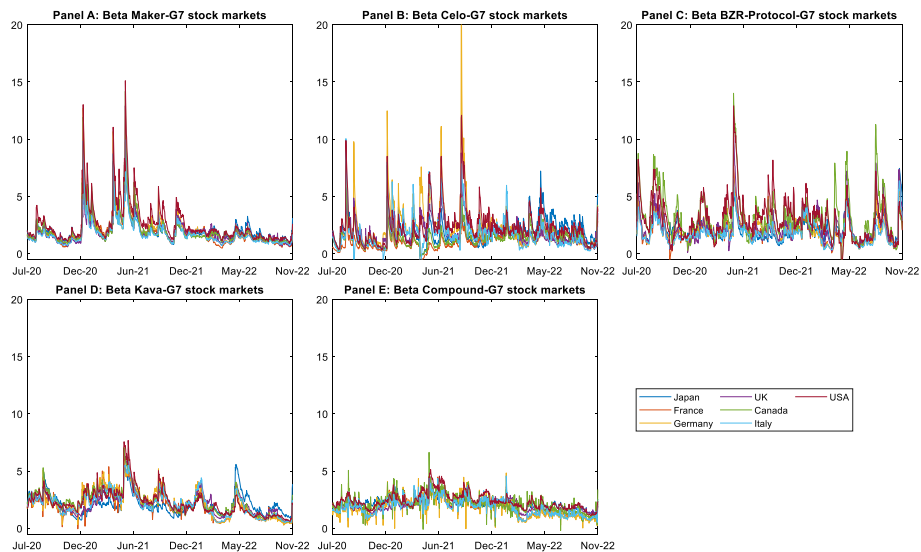 Panel A: Beta Maker-G7 stock markets
20
15
10
5
0
Jul-20 Dec-20 Jun-21 Dec-21 May-22 Nov-22
Panel B: Beta Celo-G7 stock markets
20
15
10
5
0
Jul-20 Dec-20 Jun-21 Dec-21 May-22 Nov-22
Panel C: Beta BZR-Protocol-G7 stock markets
20
15
10
5
0
Jul-20 Dec-20 Jun-21 Dec-21 May-22 Nov-22
Panel D: Beta Kava-G7 stock markets
20
15
10
5
0
Jul-20 Dec-20 Jun-21 Dec-21 May-22 Nov-22
Panel E: Beta Compound-G7 stock markets
20
15
10
5
0
Jul-20 Dec-20 Jun-21 Dec-21 May-22 Nov-22
Japan UK USA
France Canada
Germany Italy